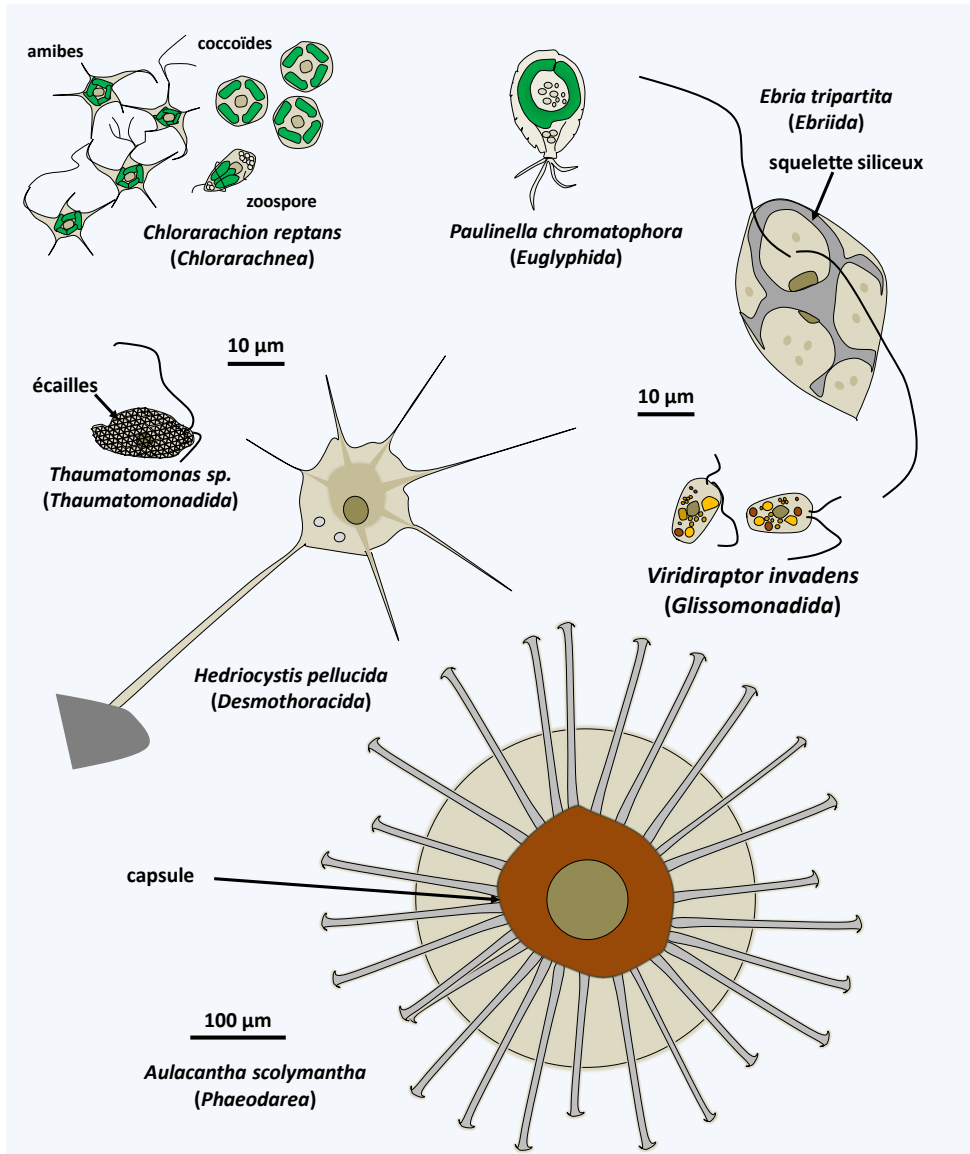 amibes
coccoïdes
zoospore
Chlorarachion reptans
(Chlorarachnea)
Paulinella chromatophora
(Euglyphida)
Ebria tripartita
(Ebriida)
squelette siliceux
10 µm
écailles
Thaumatomonas sp.
(Thaumatomonadida)
10 µm
Viridiraptor invadens
(Glissomonadida)
Hedriocystis pellucida
(Desmothoracida)
capsule
100 µm
Aulacantha scolymantha
(Phaeodarea)